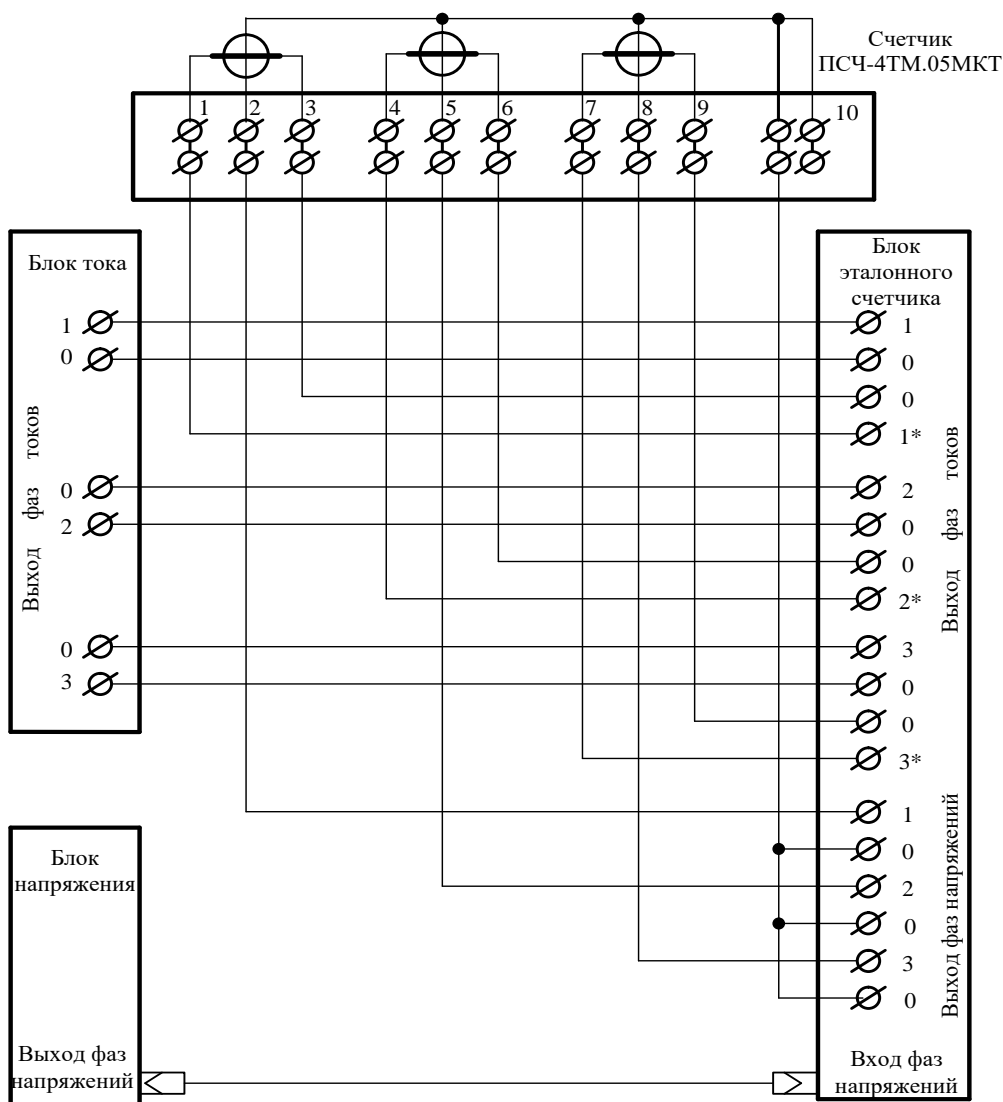 Счетчик
ПСЧ-4ТМ.05МКТ
1 2 3 4 5 6 7 8 9 10
Блок тока
1
0
0
2
0
3
Выход фаз токов
Блок
эталонного
счетчика
1
0
0
1*
2
0
0
2*
3
0
0
3*
Выход фаз токов
1
0
2
0
3
0
Выход фаз напряжений
Вход фаз
напряжений
Блок
напряжения
Выход фаз
напряжений